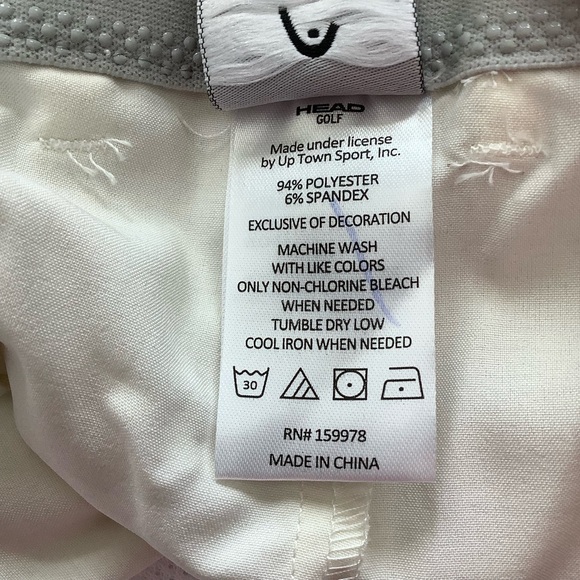 HEAD
GOLF
Made under license
by Up Town Sport, Inc.
94% POLYESTER
6% SPANDEX
EXCLUSIVE OF DECORATION
MACHINE WASH
WITH LIKE COLORS
ONLY NON-CHLORINE BLEACH
WHEN NEEDED
TUMBLE DRY LOW
COOL IRON WHEN NEEDED
30
RN# 159978
MADE IN CHINA